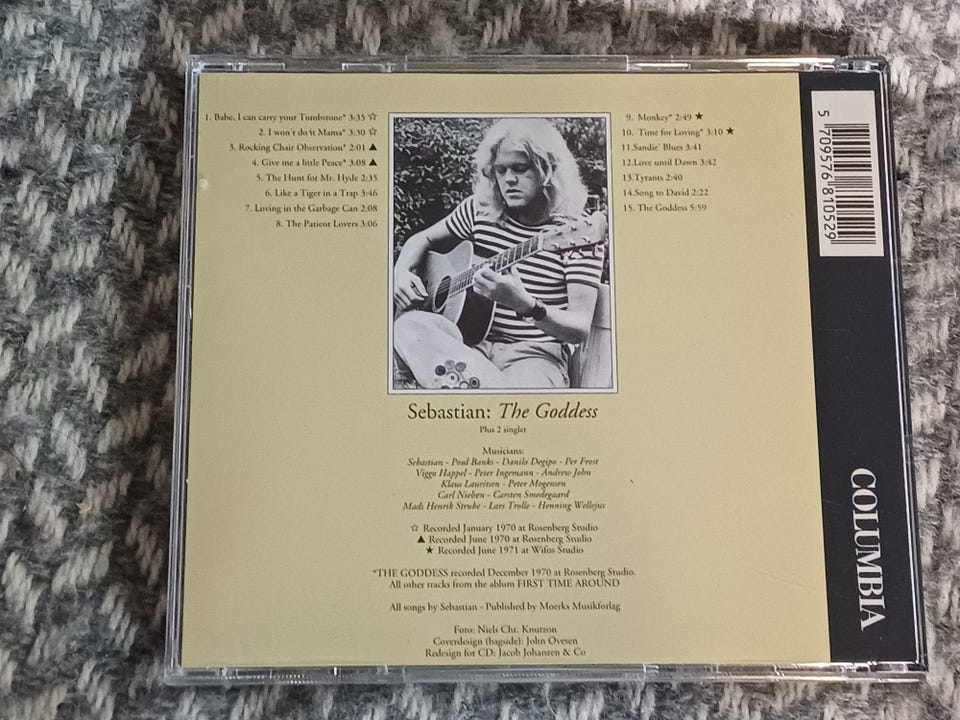 1. Babe, I can carry your Tombstone* 3:35 ☆
2. I won't do it Mama* 3:30 ☆
3. Rocking Chair Observation* 2:01 ▲
4. Give me a little Peace* 3:08 ▲
5. The Hunt for Mr. Hyde 2:35
6. Like a Tiger in a Trap 3:46
7. Loving in the Garbage Can 2:08
8. The Patient Lovers 3:06
9. Monkey* 2:49 ★
10. Time for Loving* 3:10 ★
11.Sandie' Blues 3:41
12.Love until Dawn 3:42
13.Tyrants 2:40
14.Song to David 2:22
15. The Goddess 5:59
Sebastian: The Goddess
Plus 2 singler
Musicians:
Sebastian - Poul Banks - Danilo Degipo - Per Frost
Viggo Happel - Peter Ingemann - Andrew John
Klaus Lauritsen - Peter Mogensen
Carl Nielsen - Carsten Smedegaard
Mads Henrik Strube - Lars Trolle - Henning Wellejus
☆ Recorded January 1970 at Rosenberg Studio
▲ Recorded June 1970 at Rosenberg Studio
★ Recorded June 1971 at Wifos Studio
*THE GODDESS recorded December 1970 at Rosenberg Studio.
All other tracks from the ablum FIRST TIME AROUND
All songs by Sebastian - Published by Moerks Musikforlag
Foto: Niels Chr. Knutzon
Coverdesign (bagside): John Ovesen
Redesign for CD: Jacob Johanzen & Co
5 709576 810529
COLUMBIA